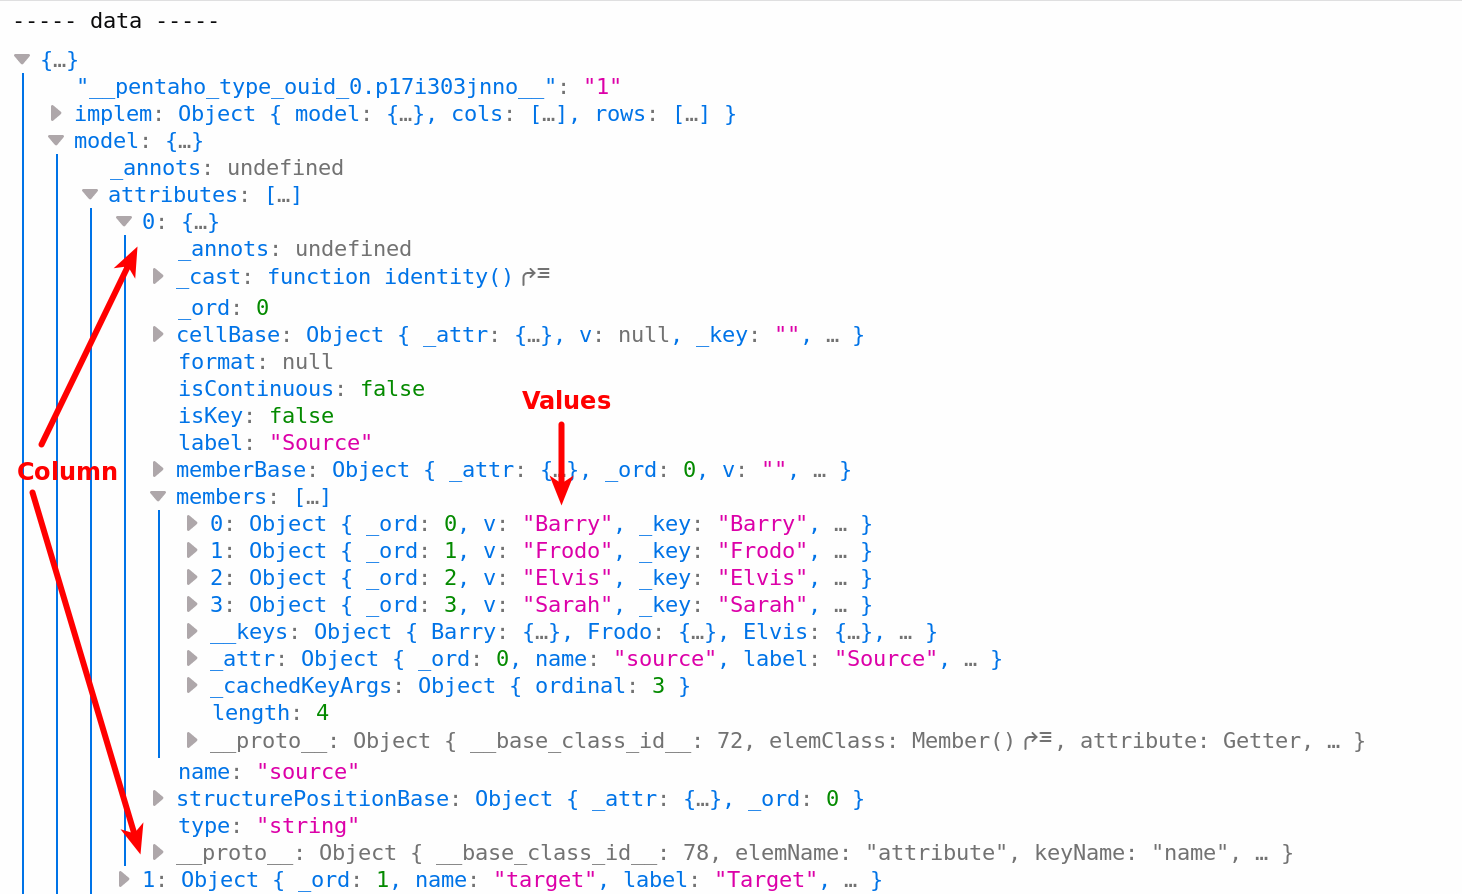 ----- data -----
{…}
"__pentaho_type_ouid_0.p17i303jnno__": "1"
implem: Object { model: {…}, cols: […], rows: […] }
model: {…}
_annots: undefined
attributes: […]
0: {…}
_annots: undefined
_cast: function identity()
_ord: 0
cellBase: Object { _attr: {…}, v: null, _key: "", … }
format: null
isContinuous: false
Values
isKey: false
label: "Source"
Column
memberBase: Object { _attr: {…}, _ord: 0, v: "", … }
members: […]
0: Object { _ord: 0, v: "Barry", _key: "Barry", … }
1: Object { _ord: 1, v: "Frodo", _key: "Frodo", … }
2: Object { _ord: 2, v: "Elvis", _key: "Elvis", … }
3: Object { _ord: 3, v: "Sarah", _key: "Sarah", … }
__keys: Object { Barry: {…}, Frodo: {…}, Elvis: {…}, … }
_attr: Object { _ord: 0, name: "source", label: "Source", … }
_cachedKeyArgs: Object { ordinal: 3 }
length: 4
__proto__: Object { __base_class_id__: 72, elemClass: Member() , attribute: Getter, … }
name: "source"
structurePositionBase: Object { _attr: {…}, _ord: 0 }
type: "string"
__proto__: Object { __base_class_id__: 78, elemName: "attribute", keyName: "name", … }
1: Object { _ord: 1, name: "target", label: "Target", … }